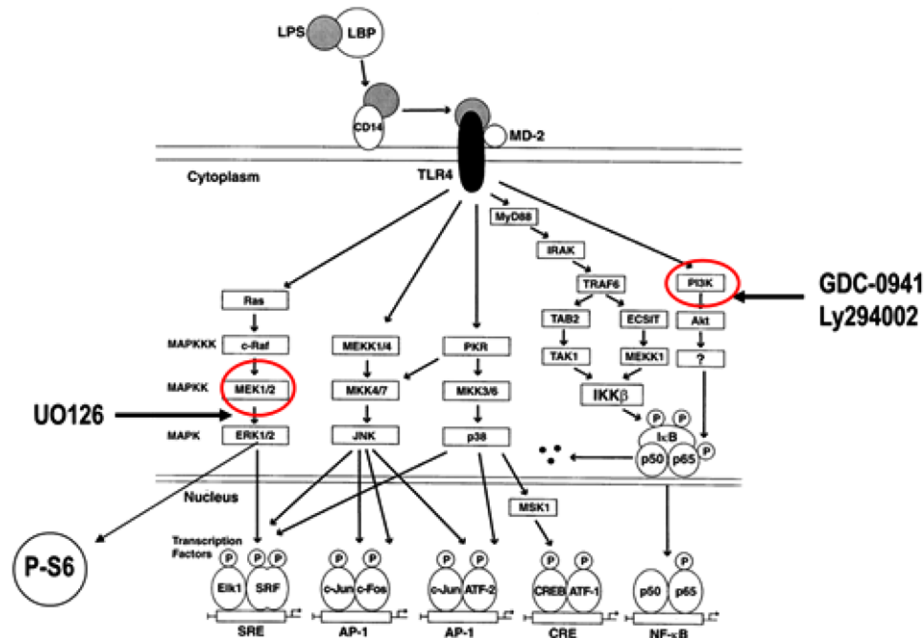 LPS
LBP
CD14
MD-2
Cytoplasm
TLR4
MyD88
IRAK
Ras
TRAF6
PI3K
GDC-0941
Ly294002
TAB2
ECSIT
Akt
MAPKKK
c-Raf
MEKK1/4
PKR
TAK1
MEKK1
?
MAPKK
MEK1/2
MKK4/7
MKK3/6
IKKβ
UO126
P P
MAPK
ERK1/2
JNK
p38
IκB
P
p50 p65
Nucleus
MSK1
P-S6
Transcription
Factors
P P P
P P
P P
P P
P
Elk1 SRF
c-Jun c-Fos
c-Jun ATF-2
CREB ATF-1
p50 p65
SRE
AP-1
AP-1
CRE
NF-κB